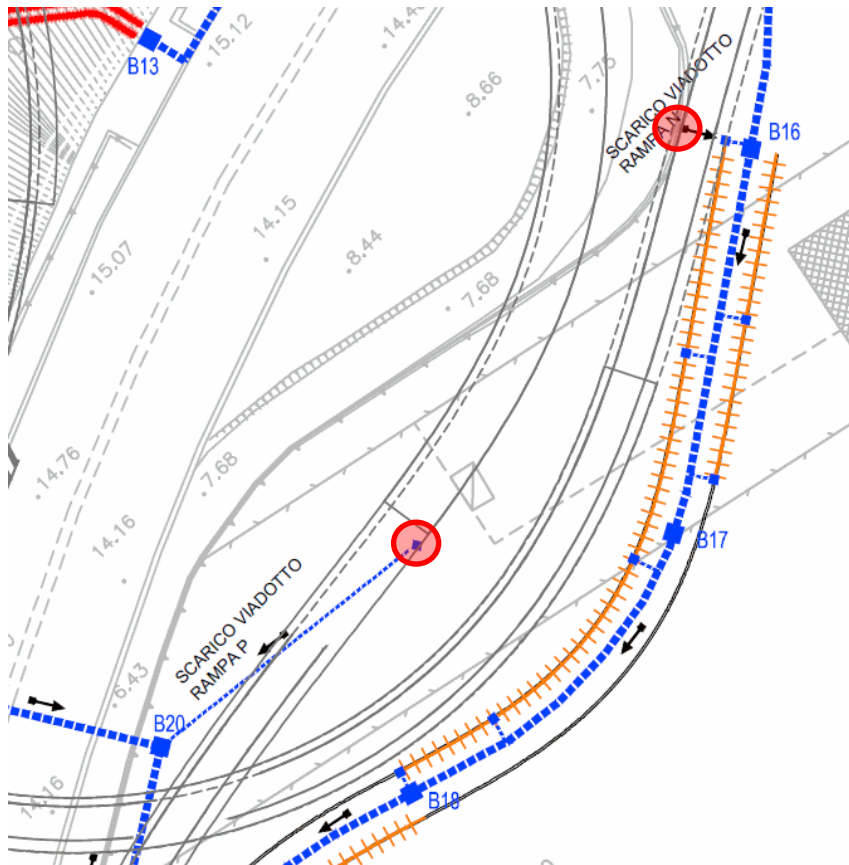 15.12
14.43
B13
8.66
7.75
SCARICO VIADOTTO
RAMPA N
B16
14.15
15.07
8.44
7.68
14.76
7.68
14.16
B17
SCARICO VIADOTTO
RAMPA P
6.43
B20
14.16
B18